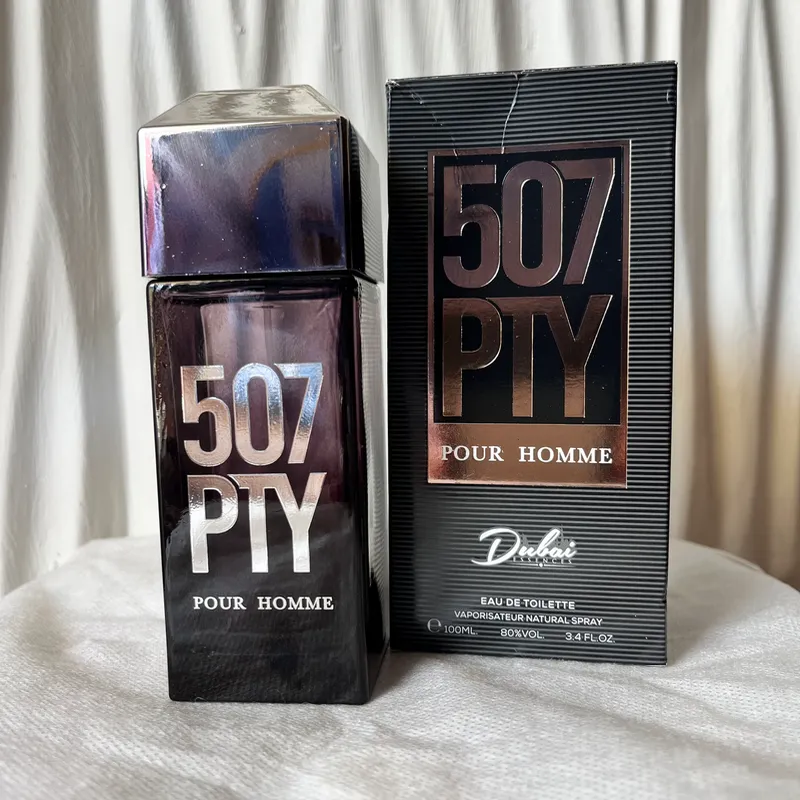 507
PTY
POUR HOMME
507
PTY
POUR HOMME
Dubai
ESSENCES
EAU DE TOILETTE
VAPORISATEUR NATURAL SPRAY
℮ 100ML. 80%VOL. 3.4 FL.OZ.